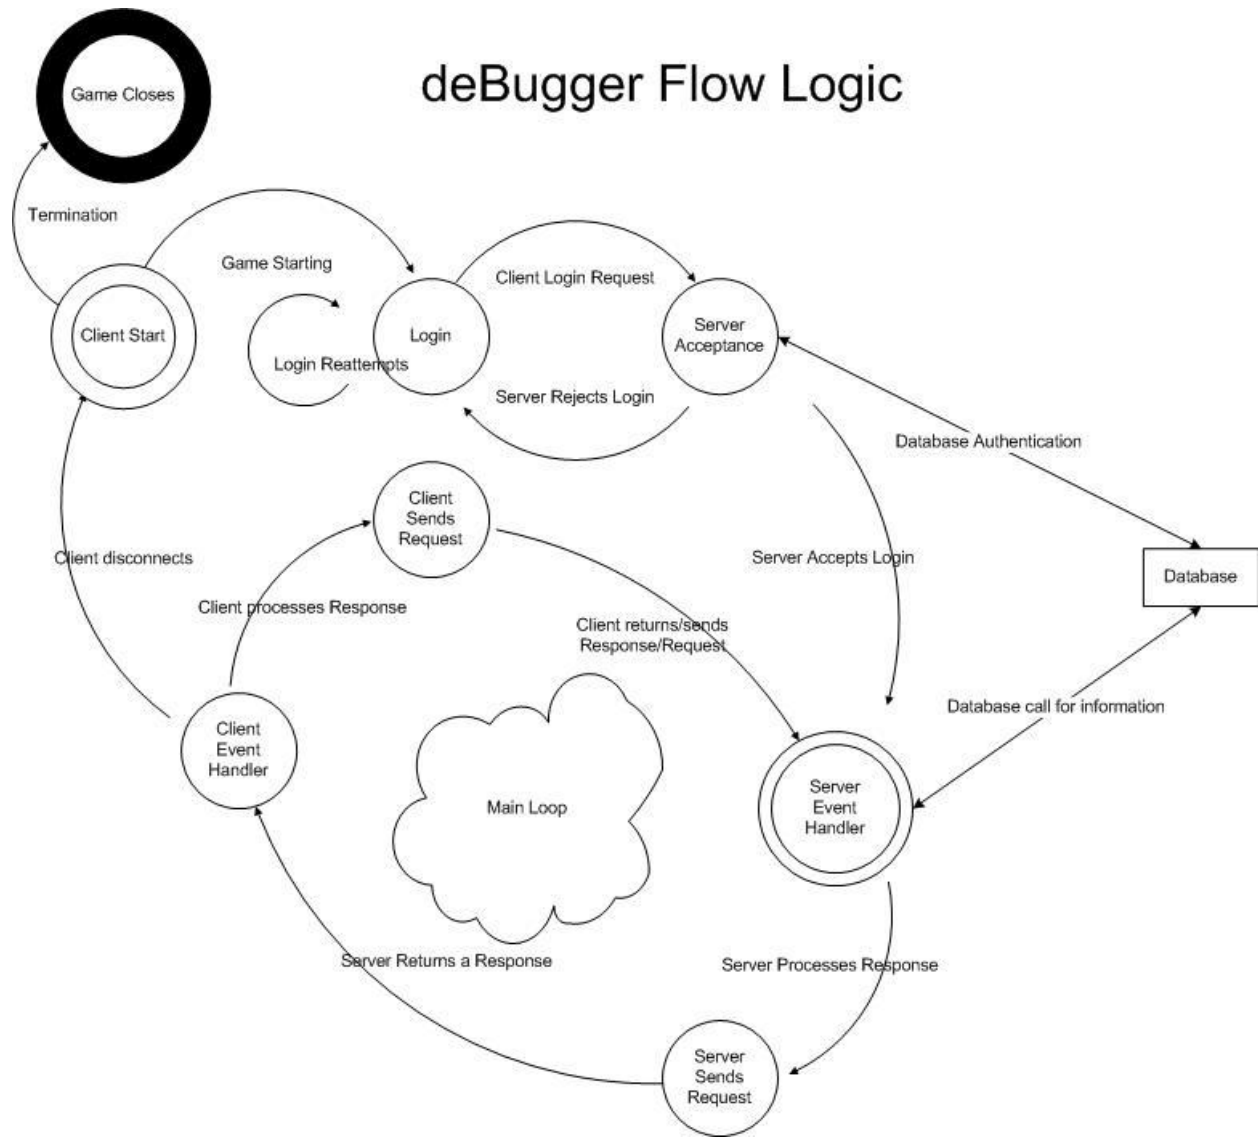 deBugger Flow Logic
Game Closes
Termination
Game Starting
Client Login Request
Client Start
Login
Server
Acceptance
Login Reattempts
Server Rejects Login
Database Authentication
Client
Sends
Request
Client disconnects
Server Accepts Login
Database
Client processes Response
Client returns/sends
Response/Request
Database call for information
Client
Event
Handler
Main Loop
Server
Event
Handler
Server Returns a Response
Server Processes Response
Server
Sends
Request